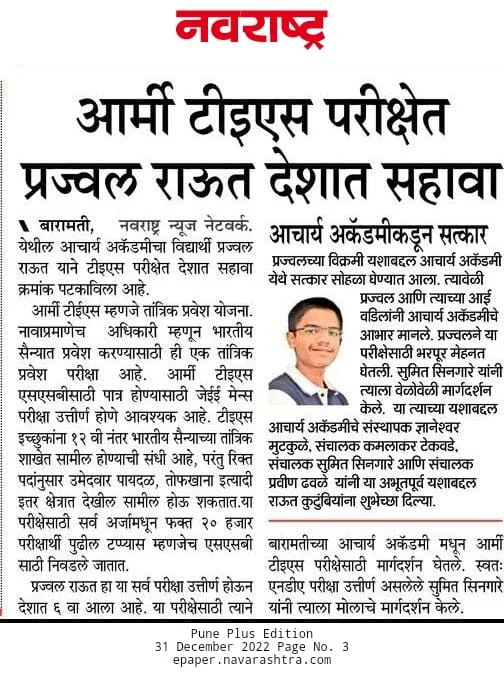 नवराष्ट्र
आर्मी टीइएस परीक्षेत
प्रज्वल राऊत देशात सहावा
बारामती, नवराष्ट्र न्यूज नेटवर्क.
येथील आचार्य अकॅडमीचा विद्यार्थी प्रज्वल
राऊत याने टीइएस परीक्षेत देशात सहावा
क्रमांक पटकाविला आहे.
आर्मी टीईएस म्हणजे तांत्रिक प्रवेश योजना.
नावाप्रमाणेच अधिकारी म्हणून भारतीय
सैन्यात प्रवेश करण्यासाठी ही एक तांत्रिक
प्रवेश परीक्षा आहे. आर्मी टीइएस
एसएसबीसाठी पात्र होण्यासाठी जेईई मेन्स
परीक्षा उत्तीर्ण होणे आवश्यक आहे. टीइएस
इच्छुकांना १२ वी नंतर भारतीय सैन्याच्या तांत्रिक
शाखेत सामील होण्याची संधी आहे, परंतु रिक्त
पदांनुसार उमेदवार पायदळ, तोफखाना इत्यादी
इतर क्षेत्रात देखील सामील होऊ शकतात.या
परीक्षेसाठी सर्व अर्जामधून फक्त २० हजार
परीक्षार्थी पुढील टप्प्यास म्हणजेच एसएसबी
साठी निवडले जातात.
प्रज्वल राऊत हा या सर्व परीक्षा उत्तीर्ण होऊन
देशात ६ वा आला आहे. या परीक्षेसाठी त्याने
आचार्य अकॅडमीकडून सत्कार
प्रज्वलच्या विक्रमी यशाबद्दल आचार्य अकॅडमी
येथे सत्कार सोहळा घेण्यात आला. त्यावेळी
प्रज्वल आणि त्याच्या आई
वडिलांनी आचार्य अकॅडमीचे
आभार मानले. प्रज्वलने या
परीक्षेसाठी भरपूर मेहनत
घेतली. सुमित सिनगारे यांनी
त्याला वेळोवेळी मार्गदर्शन
केले. या त्याच्या यशाबद्दल
आचार्य अकॅडमीचे संस्थापक ज्ञानेश्वर
मुटकुळे, संचालक कमलाकर टेकवडे,
संचालक सुमित सिनगारे आणि संचालक
प्रवीण ढवळे यांनी या अभूतपूर्व यशाबद्दल
राऊत कुटुंबियांना शुभेच्छा दिल्या.
बारामतीच्या आचार्य अकॅडमी मधून आर्मी
टीइएस परीक्षेसाठी मार्गदर्शन घेतले. स्वतः
एनडीए परीक्षा उत्तीर्ण असलेले सुमित सिनगारे
यांनी त्याला मोलाचे मार्गदर्शन केले.
Pune Plus Edition
31 December 2022 Page No. 3
epaper.navarashtra.com